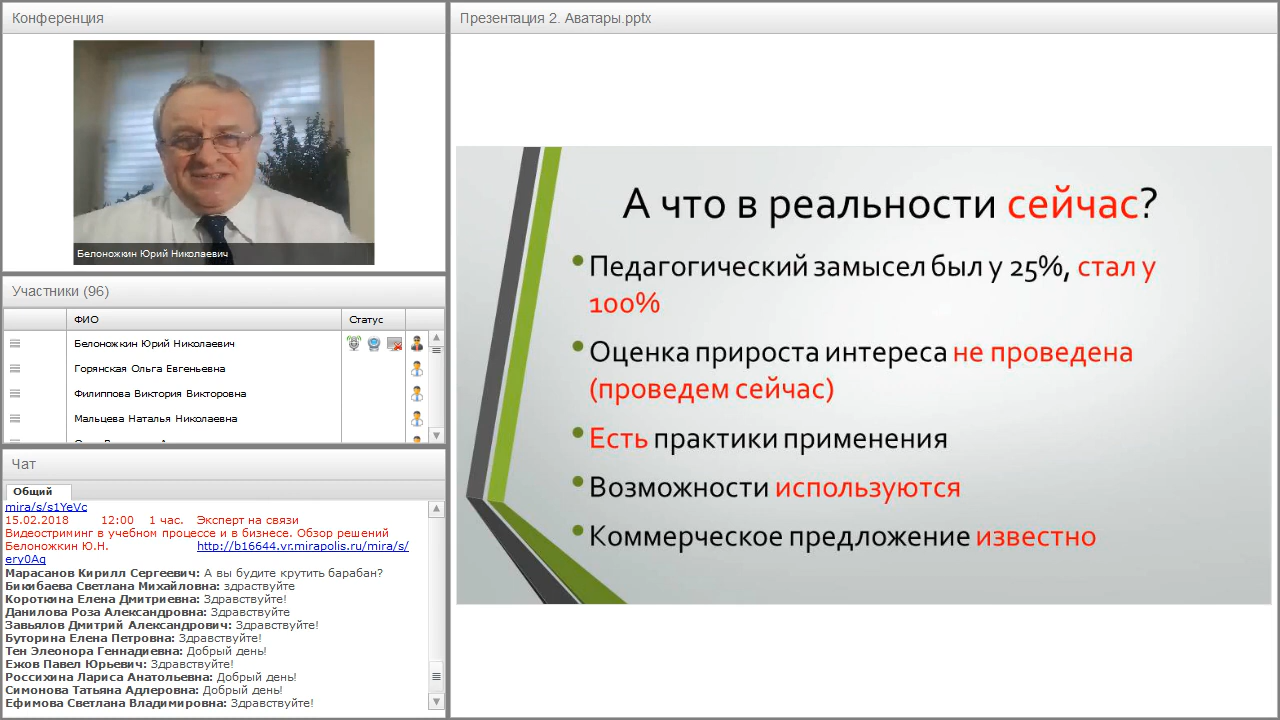 Конференция
Белоножкин Юрий Николаевич
Участники (96)
ФИО Статус
Белоножкин Юрий Николаевич
Горянская Ольга Евгеньевна
Филиппова Виктория Викторовна
Мальцева Наталья Николаевна
Чат
Общий
mira/s/s1YeVc
15.02.2018 12:00 1 час. Эксперт на связи
Видеостриминг в учебном процессе и в бизнесе. Обзор решений
Белоножкин Ю.Н. http://b16644.vr.mirapolis.ru/mira/s/
ery0Aq
Марасанов Кирилл Сергеевич: А вы будите крутить барабан?
Бикибаева Светлана Михайловна: здраствуйте
Короткина Елена Дмитриевна: Здравствуйте!
Данилова Роза Александровна: Здравствуйте
Завьялов Дмитрий Александрович: Здравствуйте!
Буторина Елена Петровна: Здравствуйте!
Тен Элеонора Геннадиевна: Добрый день!
Ежов Павел Юрьевич: Здравствуйте!
Россихина Лариса Анатольевна: Добрый день!
Симонова Татьяна Адлеровна: Добрый день!
Ефимова Светлана Владимировна: Здравствуйте!
Презентация 2. Аватары.pptx
А что в реальности сейчас?
Педагогический замысел был у 25%, стал у
100%
Оценка прироста интереса не проведена
(проведем сейчас)
Есть практики применения
Возможности используются
Коммерческое предложение известно